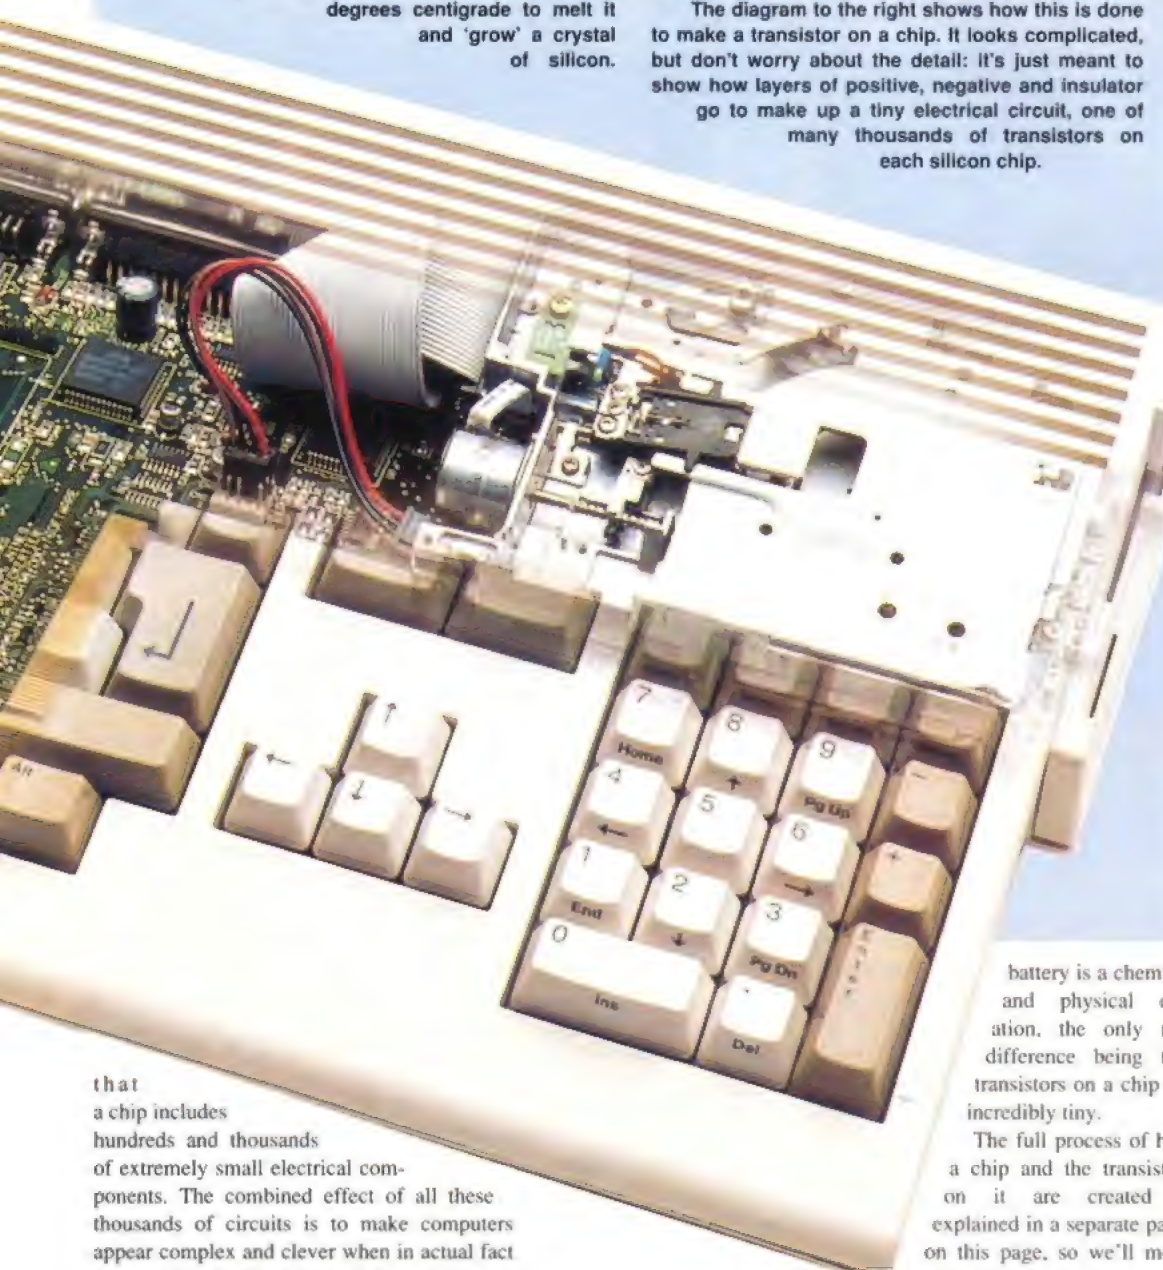 degrees centigrade to melt it
and 'grow' a crystal
of silicon.
The diagram to the right shows how this is done
to make a transistor on a chip. It looks complicated,
but don't worry about the detail: it's just meant to
show how layers of positive, negative and insulator
go to make up a tiny electrical circuit, one of
many thousands of transistors on
each silicon chip.
Alt
7
Home
8
9
Pg Up
-
4
5
6
+
1
End
2
3
Pg Dn
Enter
0
Ins
.
Del
that
a chip includes
hundreds and thousands
of extremely small electrical com-
ponents. The combined effect of all these
thousands of circuits is to make computers
appear complex and clever when in actual fact
battery is a chem
and physical
ation, the only
difference being
transistors on a chip
incredibly tiny.
The full process of
a chip and the transist
on it are created
explained in a separate pa
on this page, so we'll m